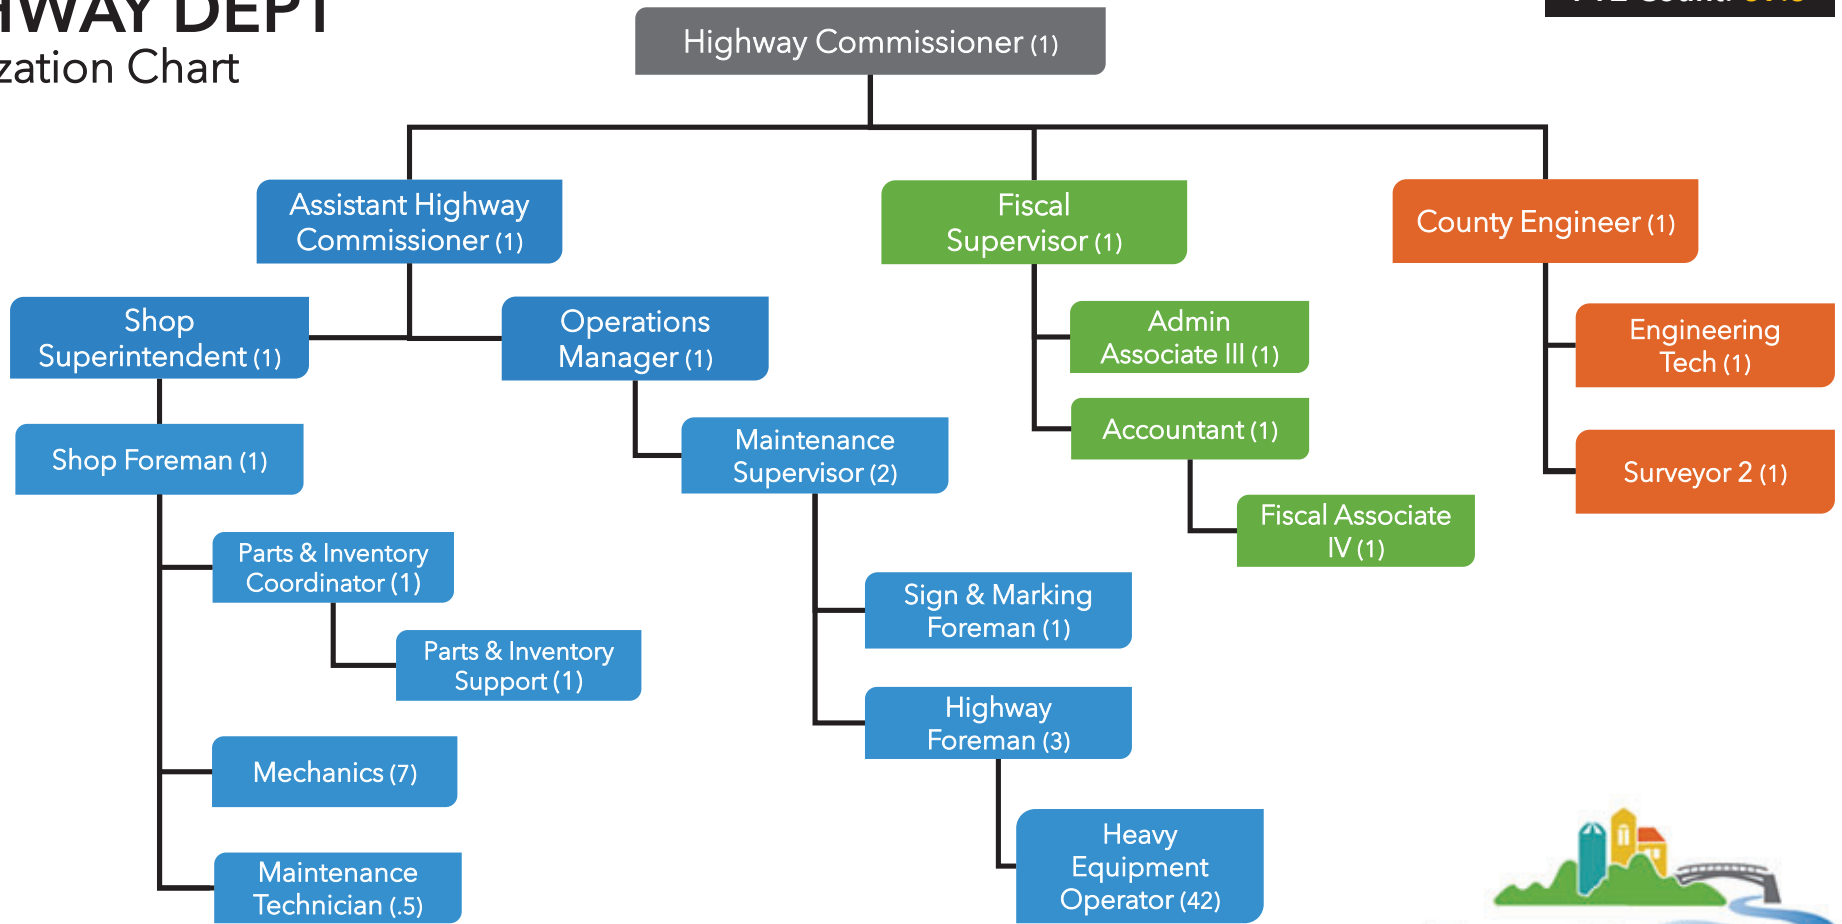 HWAY DEPT
zation Chart
Highway Commissioner (1)
Assistant Highway
Commissioner (1)
Fiscal
Supervisor (1)
County Engineer (1)
Shop
Superintendent (1)
Operations
Manager (1)
Admin
Associate III (1)
Engineering
Tech (1)
Shop Foreman (1)
Maintenance
Supervisor (2)
Accountant (1)
Surveyor 2 (1)
Fiscal Associate
IV (1)
Parts & Inventory
Coordinator (1)
Sign & Marking
Foreman (1)
Parts & Inventory
Support (1)
Highway
Foreman (3)
Mechanics (7)
Heavy
Equipment
Operator (42)
Maintenance
Technician (.5)